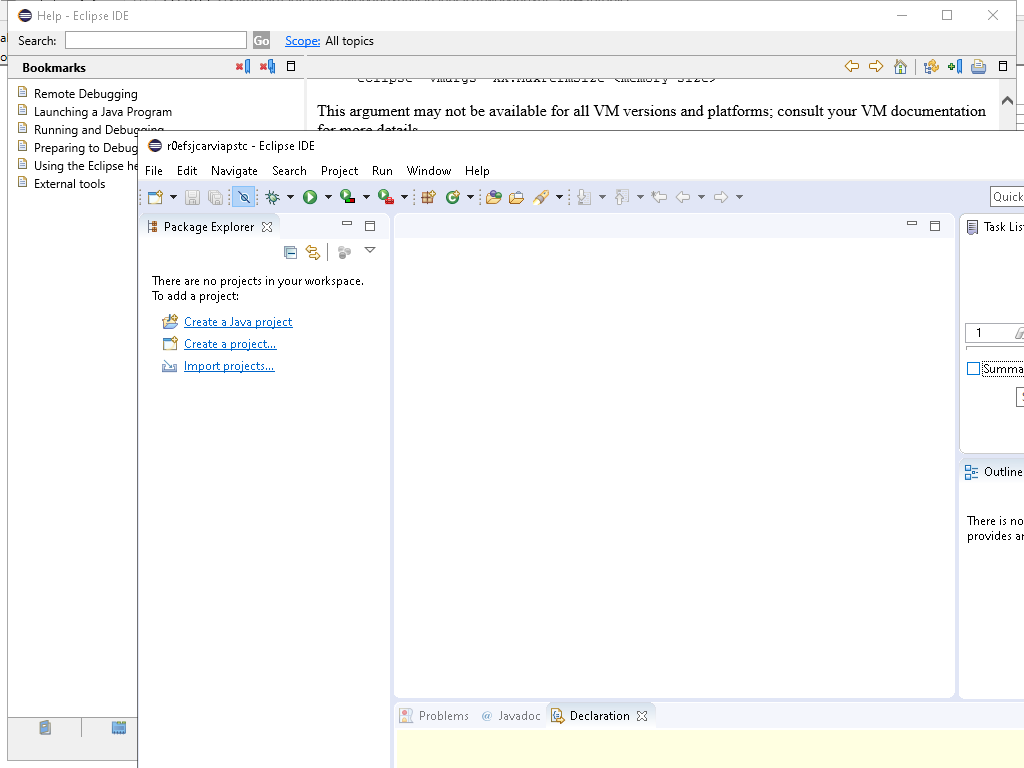 Help - Eclipse IDE
Search:
Go
Scope: All topics
Bookmarks
Remote Debugging
Launching a Java Program
Running and Debugging
Preparing to Debug
Using the Eclipse he
External tools
This argument may not be available for all VM versions and platforms; consult your VM documentation
for more details
r0efsjcarviapstc - Eclipse IDE
File Edit Navigate Search Project Run Window Help
Quick
Package Explorer
There are no projects in your workspace.
To add a project:
Create a Java project
Create a project...
Import projects...
Task List
1
Summa
Outline
There is no
provides an
Problems @ Javadoc Declaration